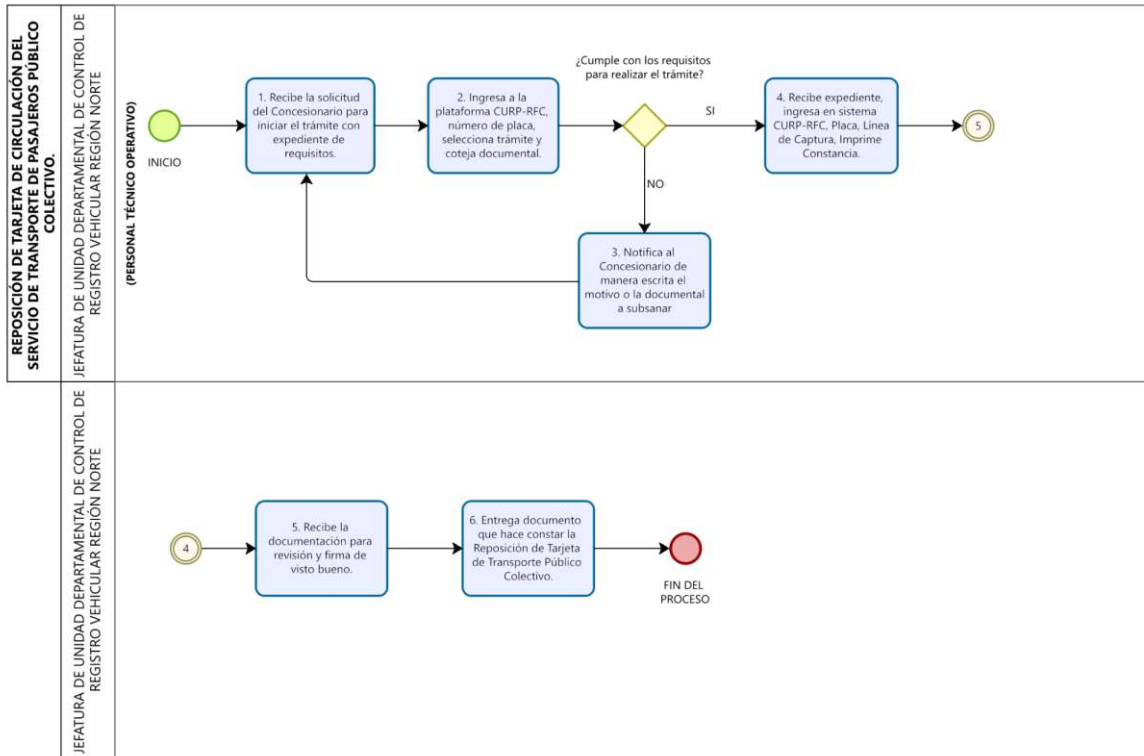 REPOSICIÓN DE TARJETA DE CIRCULACIÓN DEL
SERVICIO DE TRANSPORTE DE PASAJEROS PÚBLICO
COLECTIVO.
JEFATURA DE UNIDAD DEPARTAMENTAL DE CONTROL DE
REGISTRO VEHICULAR REGIÓN NORTE
(PERSONAL TÉCNICO OPERATIVO)
INICIO
1. Recibe la solicitud
del Concesionario para
iniciar el trámite con
expediente de
requisitos.
2. Ingresa a la
plataforma CURP-RFC,
número de placa,
selecciona trámite y
coteja documental.
¿Cumple con los requisitos
para realizar el trámite?
SI
NO
3. Notifica al
Concesionario de
manera escrita el
motivo o la documental
a subsanar
4. Recibe expediente,
ingresa en sistema
CURP-RFC, Placa, Línea
de Captura, Imprime
Constancia.
5
JEFATURA DE UNIDAD DEPARTAMENTAL DE CONTROL DE
REGISTRO VEHICULAR REGIÓN NORTE
4
5. Recibe la
documentación para
revisión y firma de
visto bueno.
6. Entrega documento
que hace constar la
Reposición de Tarjeta
de Transporte Público
Colectivo.
FIN DEL
PROCESO